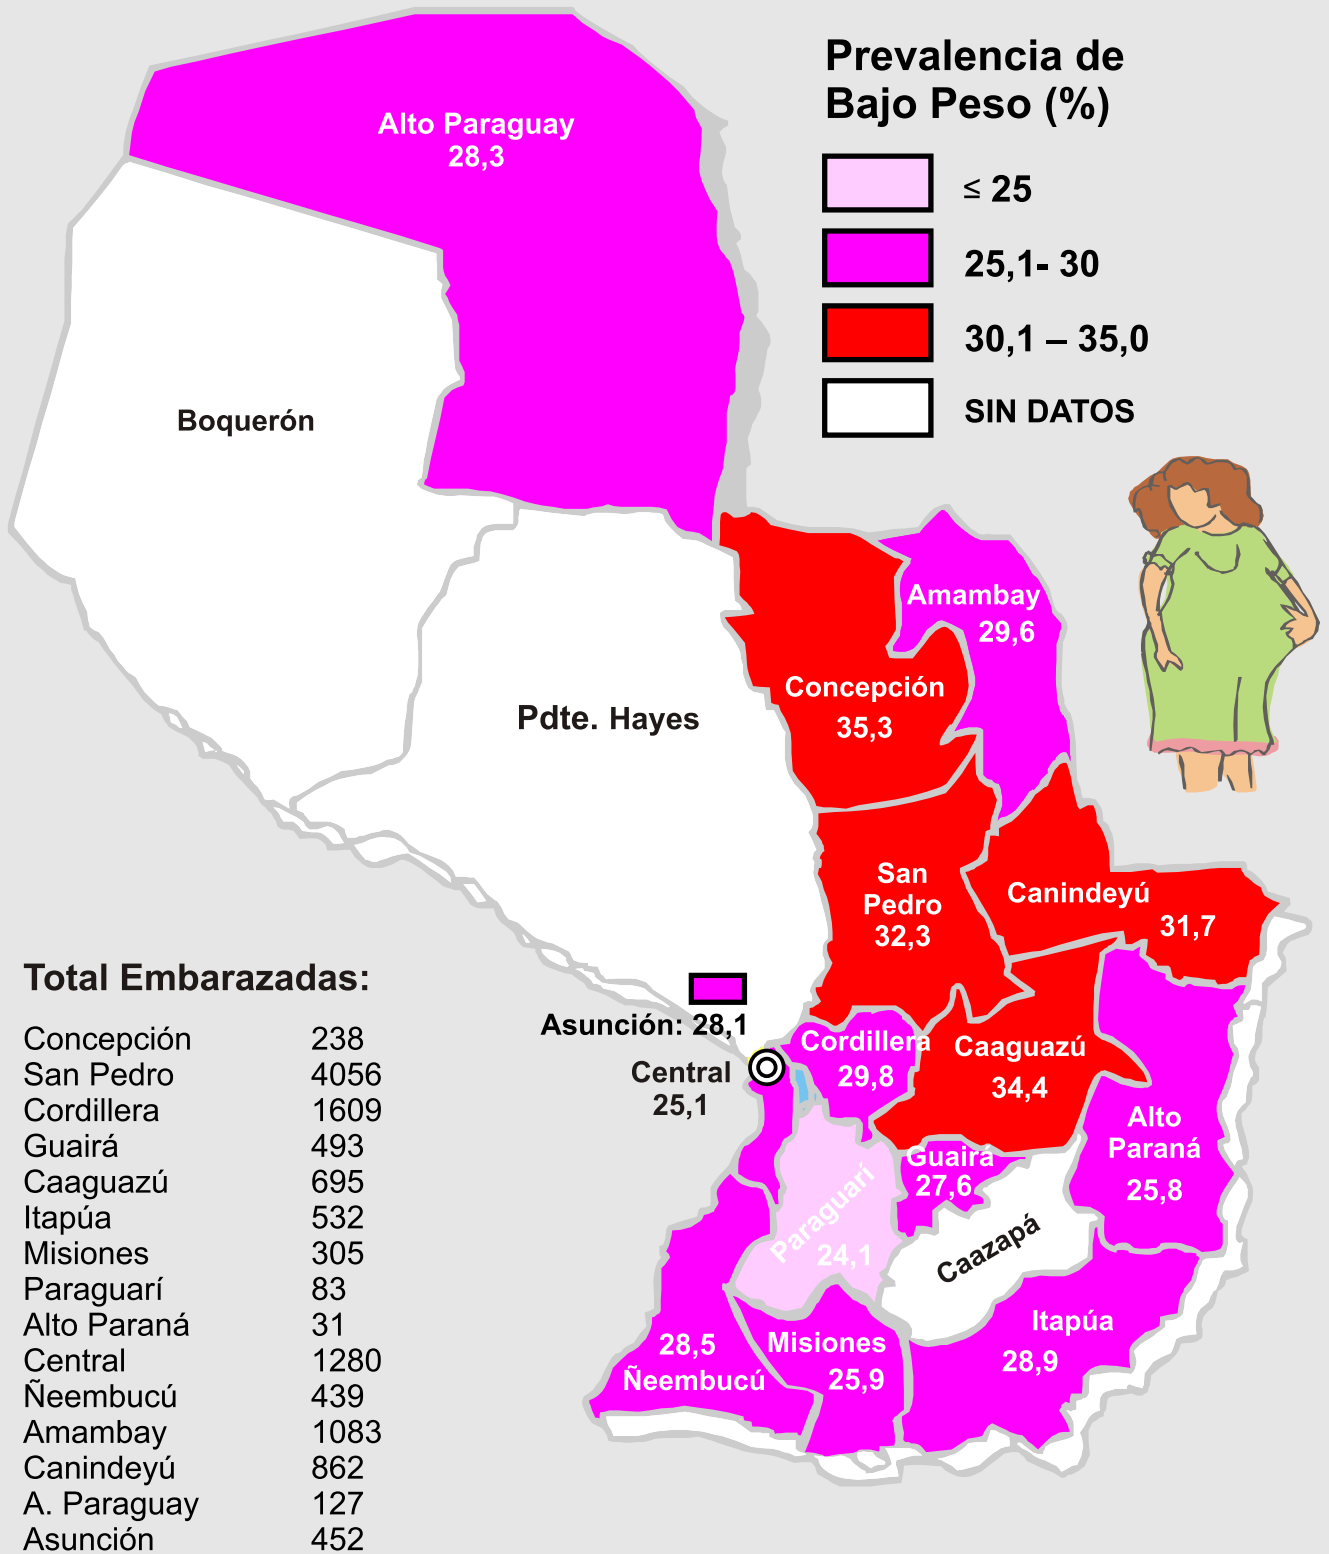 Prevalencia de
Bajo Peso (%)
≤ 25
25,1- 30
30,1 – 35,0
SIN DATOS
Alto Paraguay
28,3
Boquerón
Amambay
29,6
Concepción
35,3
Pdte. Hayes
San
Pedro
32,3
Canindeyú
31,7
Asunción: 28,1
Central
25,1
Cordillera
29,8
Caaguazú
34,4
Alto
Paraná
25,8
Guairá
27,6
Paraguarí
24,1
Caazapá
Itapúa
28,9
Misiones
25,9
28,5
Ñeembucú
Total Embarazadas:
Concepción 238
San Pedro 4056
Cordillera 1609
Guairá 493
Caaguazú 695
Itapúa 532
Misiones 305
Paraguarí 83
Alto Paraná 31
Central 1280
Ñeembucú 439
Amambay 1083
Canindeyú 862
A. Paraguay 127
Asunción 452